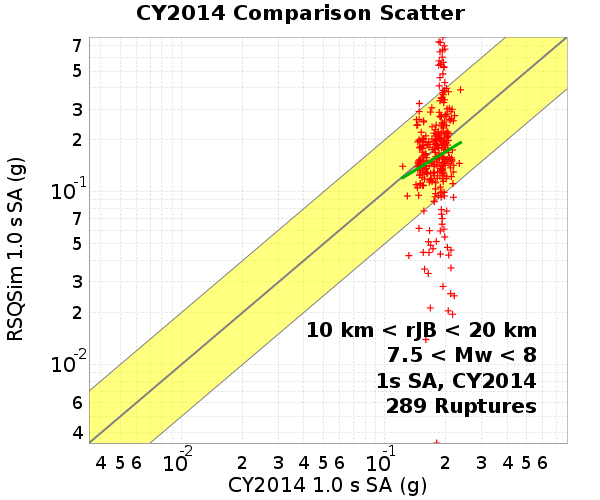 CY2014 Comparison Scatter
RSQSim 1.0 s SA (g)
7
5
3
2
10-1
7
5
3
2
10-2
6
4
3
10 km < rJB < 20 km
7.5 < Mw < 8
1s SA, CY2014
289 Ruptures
4 5 6 10-2 2 3 4 5 6 10-1 2 3 4 5 6
CY2014 1.0 s SA (g)